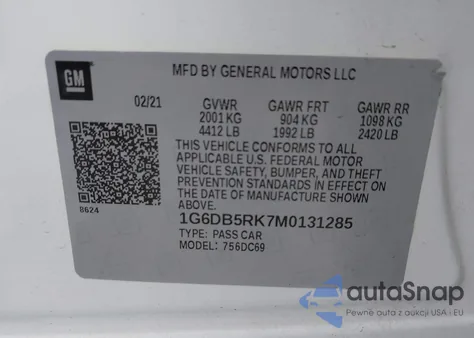 GM
MFD BY GENERAL MOTORS LLC
02/21 GVWR GAWR FRT GAWR RR
2001 KG 904 KG 1098 KG
4412 LB 1992 LB 2420 LB
THIS VEHICLE CONFORMS TO ALL
APPLICABLE U.S. FEDERAL MOTOR
VEHICLE SAFETY, BUMPER, AND THEFT
PREVENTION STANDARDS IN EFFECT ON THE
DATE OF MANUFACTURE SHOWN
ABOVE.
8624
1G6DB5RK7M0131285
TYPE: PASS CAR
MODEL: 756DC69
autoSnap
Pewne auta z aukcji USA i EU